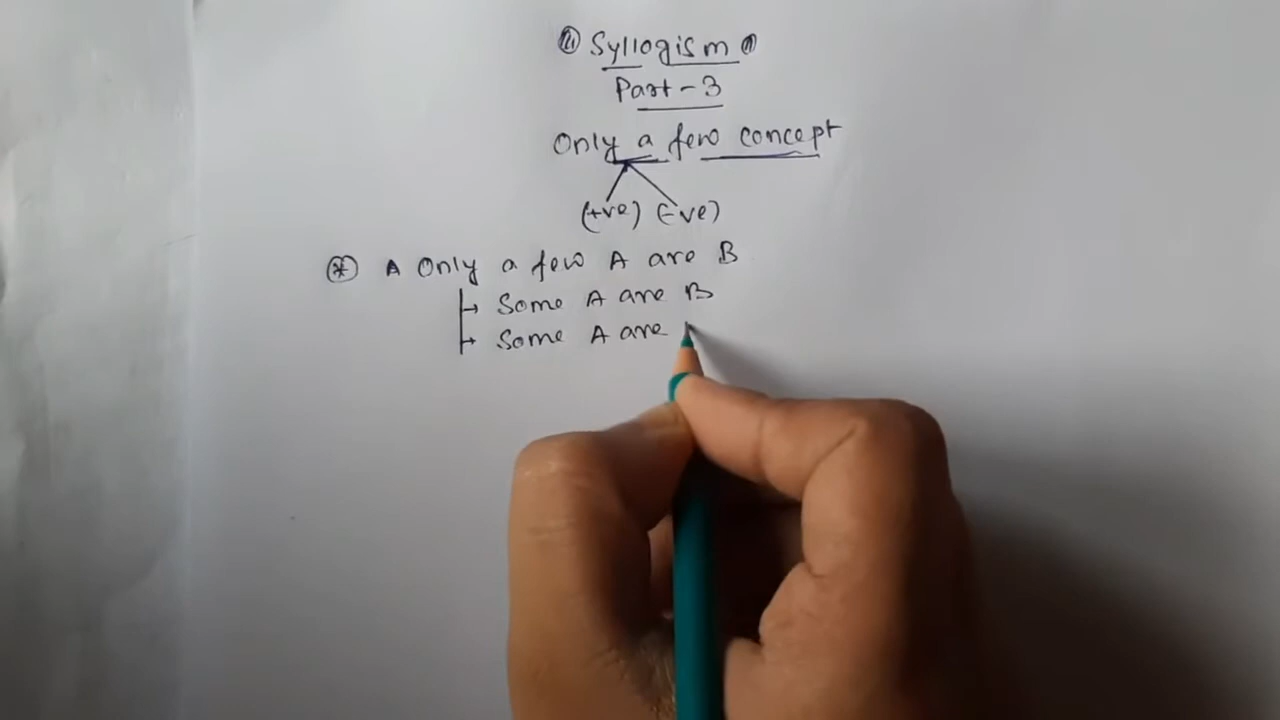 Syllogism
Part-3
Only a few concept
(+ve) (-ve)
A Only a few A are B
Some A are B
Some A are